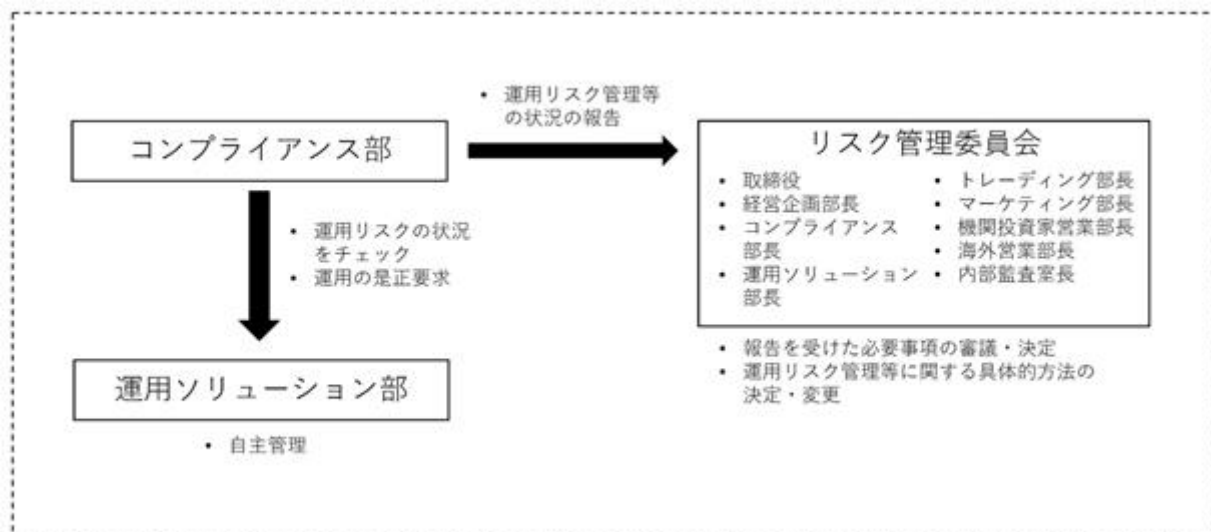 • 運用リスク管理等
の状況の報告
コンプライアンス部
リスク管理委員会
• 取締役
• 経営企画部長
• コンプライアンス
部長
• 運用ソリューション
部長
• トレーディング部長
• マーケティング部長
• 機関投資家営業部長
• 海外営業部長
• 内部監査室長
• 運用リスクの状況
をチェック
• 運用の是正要求
• 報告を受けた必要事項の審議・決定
• 運用リスク管理等に関する具体的方法の
決定・変更
運用ソリューション部
• 自主管理